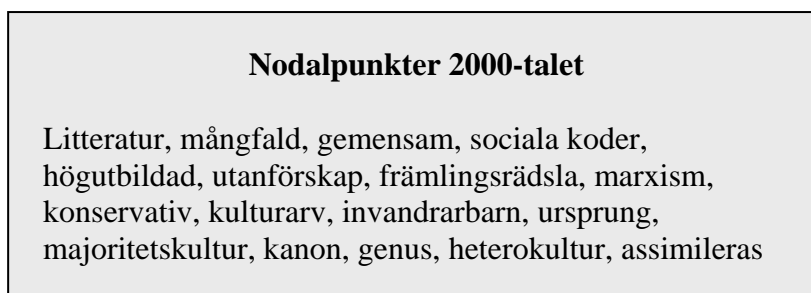 Nodalpunkter 2000-talet
Litteratur, mångfald, gemensam, sociala koder,
högutbildad, utanförskap, främlingsrädsla, marxism,
konservativ, kulturarv, invandrarbarn, ursprung,
majoritetskultur, kanon, genus, heterokultur, assimileras